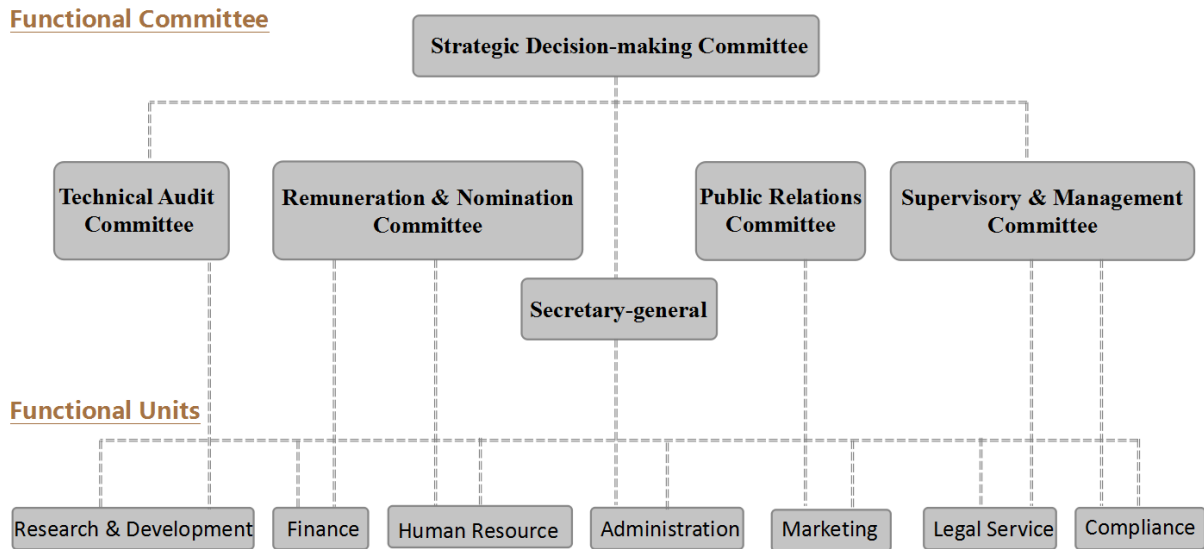 Functional Committee
Strategic Decision-making Committee
Technical Audit
Committee
Remuneration & Nomination
Committee
Public Relations
Committee
Supervisory & Management
Committee
Secretary-general
Functional Units
Research & Development
Finance
Human Resource
Administration
Marketing
Legal Service
Compliance